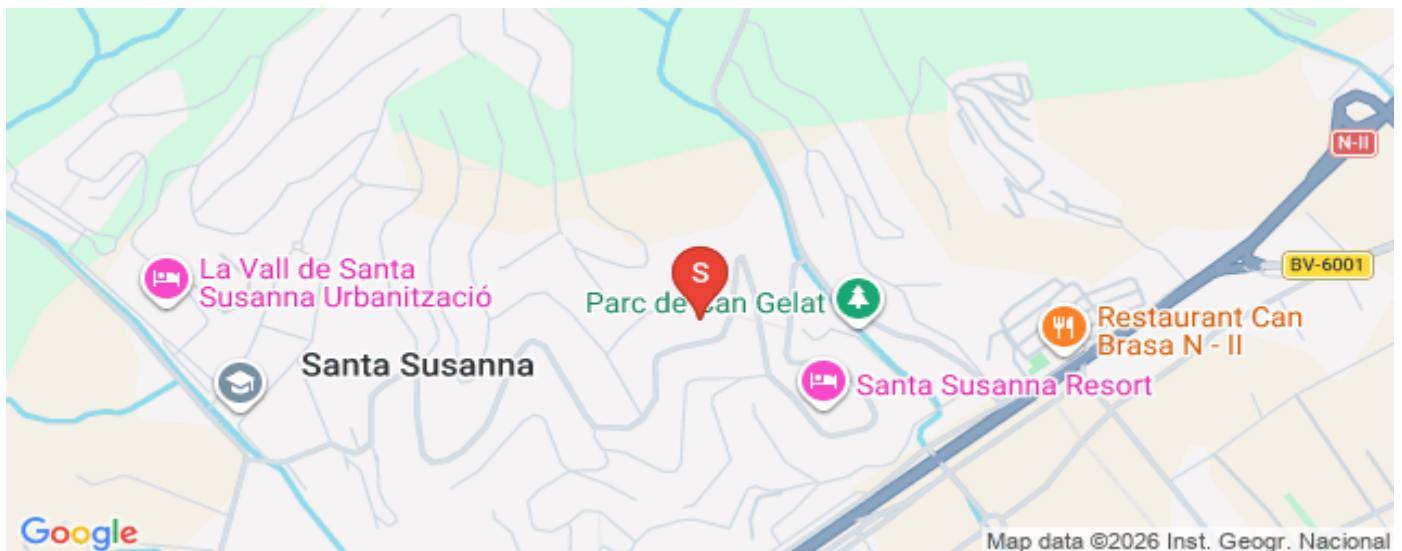 N-II
BV-6001
La Vall de Santa
Susanna Urbanització
S
Parc de Can Gelat
Restaurant Can
Brasa N - II
Santa Susanna
Santa Susanna Resort
Google
Map data ©2026 Inst. Geogr. Nacional